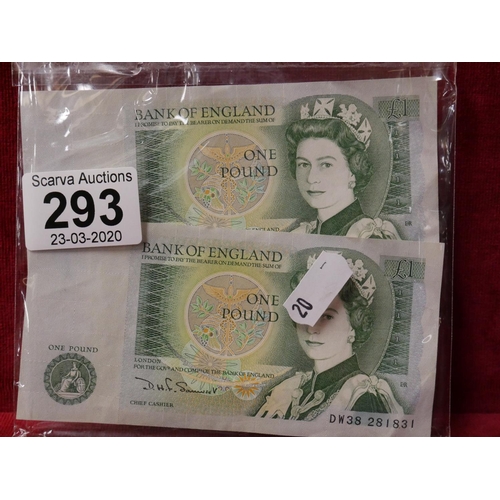 BANK OF ENGLAND
I PROMISE TO PAY THE BEARER ON DEMAND THE SUM OF
£1
ONE
POUND
Scarva Auctions
293
23-03-2020
BANK OF ENGLAND
I PROMISE TO PAY THE BEARER ON DEMAND THE SUM OF
£1
ONE
POUND
20
ONE POUND
LONDON
FOR THE GOVR AND COMPA OF THE BANK OF ENGLAND
CHIEF CASHIER
DW38 281831